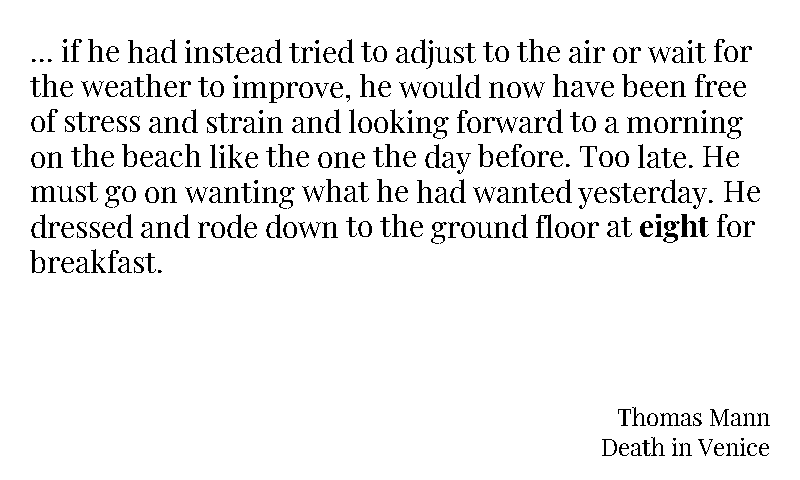 ... if he had instead tried to adjust to the air or wait for
the weather to improve, he would now have been free
of stress and strain and looking forward to a morning
on the beach like the one the day before. Too late. He
must go on wanting what he had wanted yesterday. He
dressed and rode down to the ground floor at eight for
breakfast.
Thomas Mann
Death in Venice